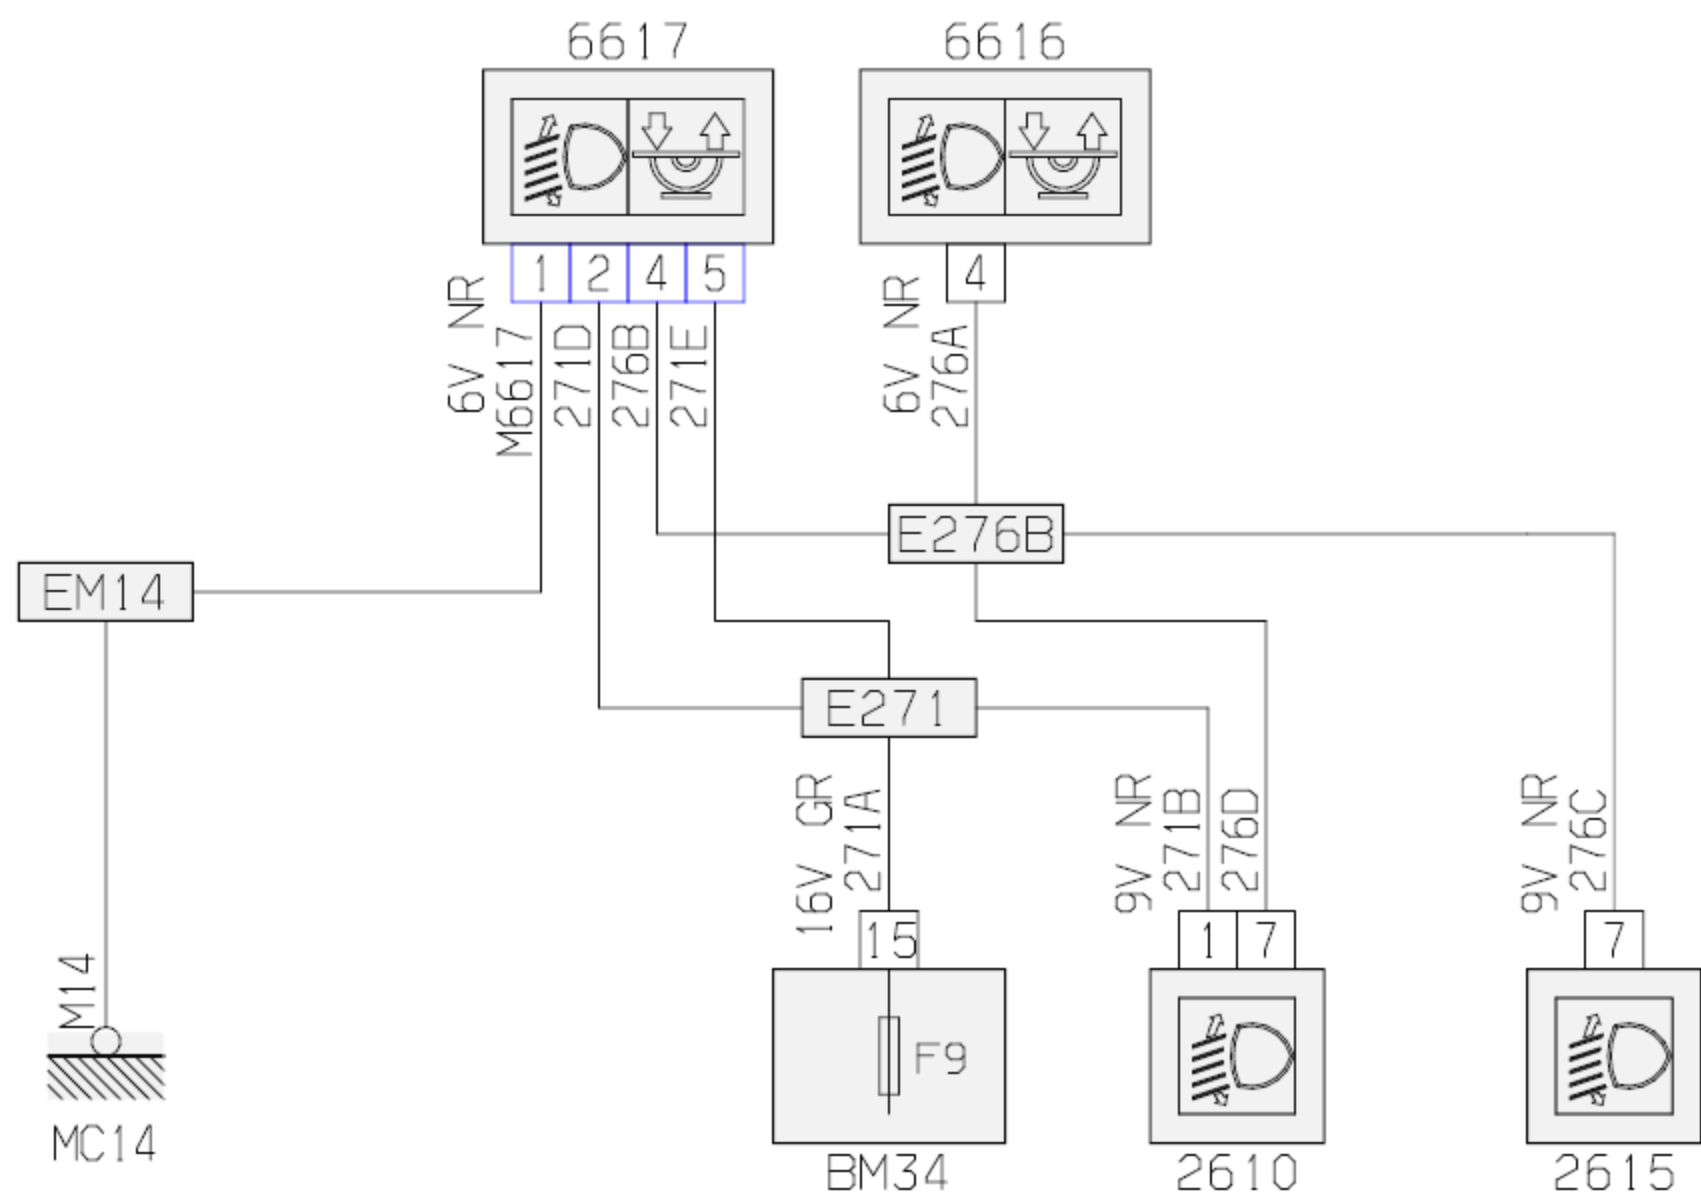 6617
6616
1 2 4 5
4
6V NR
M6617
271D
276B
271E
6V NR
276A
E276B
EM14
E271
16V GR
271A
9V NR
271B
276D
9V NR
276C
15
1 7
7
M14
F9
MC14
BM34
2610
2615